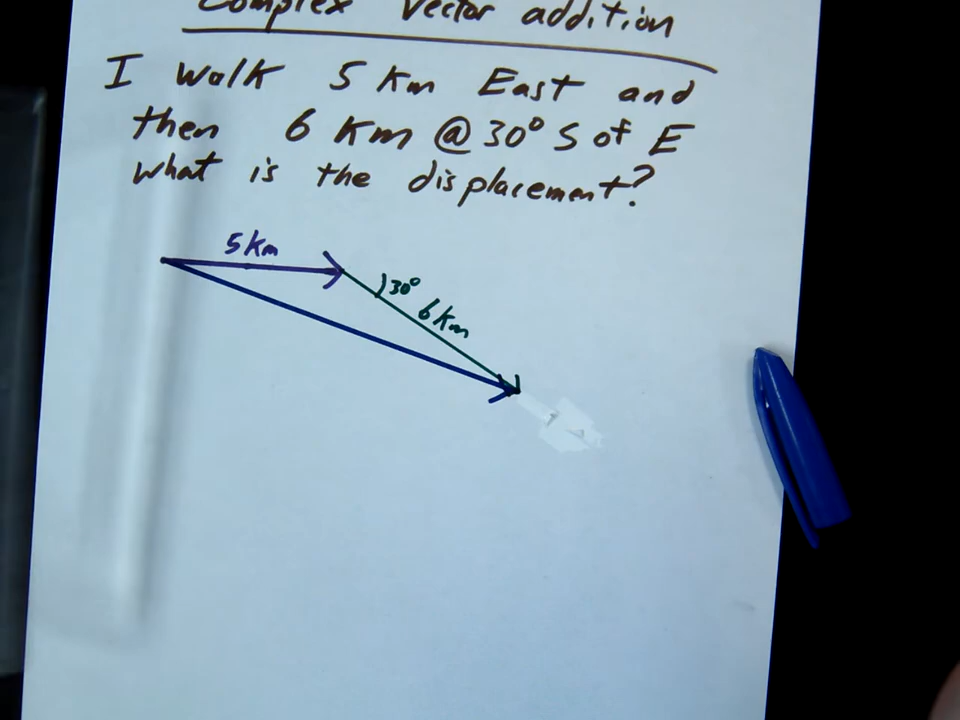 Complex Vector addition
I walk 5 Km East and
then 6 Km @ 30° S of E
what is the displacement?
5 Km
30°
6 Km